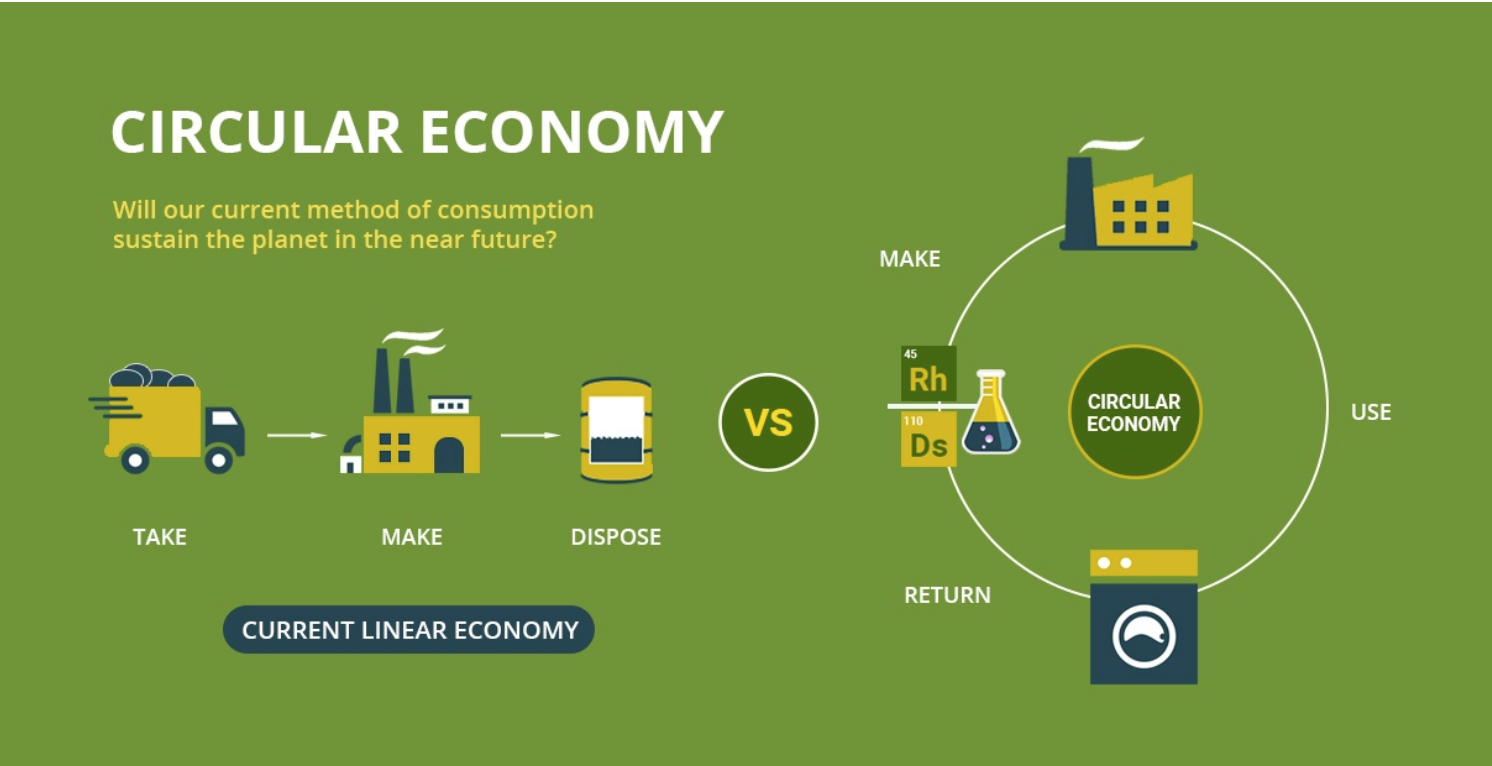 CIRCULAR ECONOMY
Will our current method of consumption
sustain the planet in the near future?
TAKE
MAKE
DISPOSE
CURRENT LINEAR ECONOMY
VS
MAKE
45
Rh
110
Ds
CIRCULAR
ECONOMY
USE
RETURN